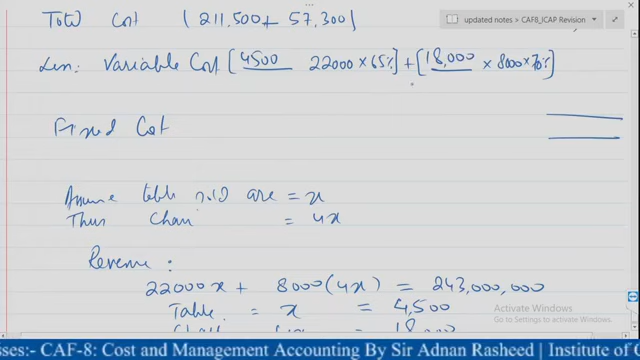 updated notes > CAF8_ICAP Revision
Total Cost (211,500 + 57,300)
Less: Variable Cost [4500 22000 × 65%] + [18,000 × 8000 × 70%]
Fixed Cost
Assume table sold are = x
Thus Chair = 4x
Revenue :
22000x + 8000(4x) = 243,000,000
Table = x = 4,500
Activate Windows
Go to Settings to activate Windows.
sses:- CAF-8: Cost and Management Accounting By Sir Adnan Rasheed | Institute of